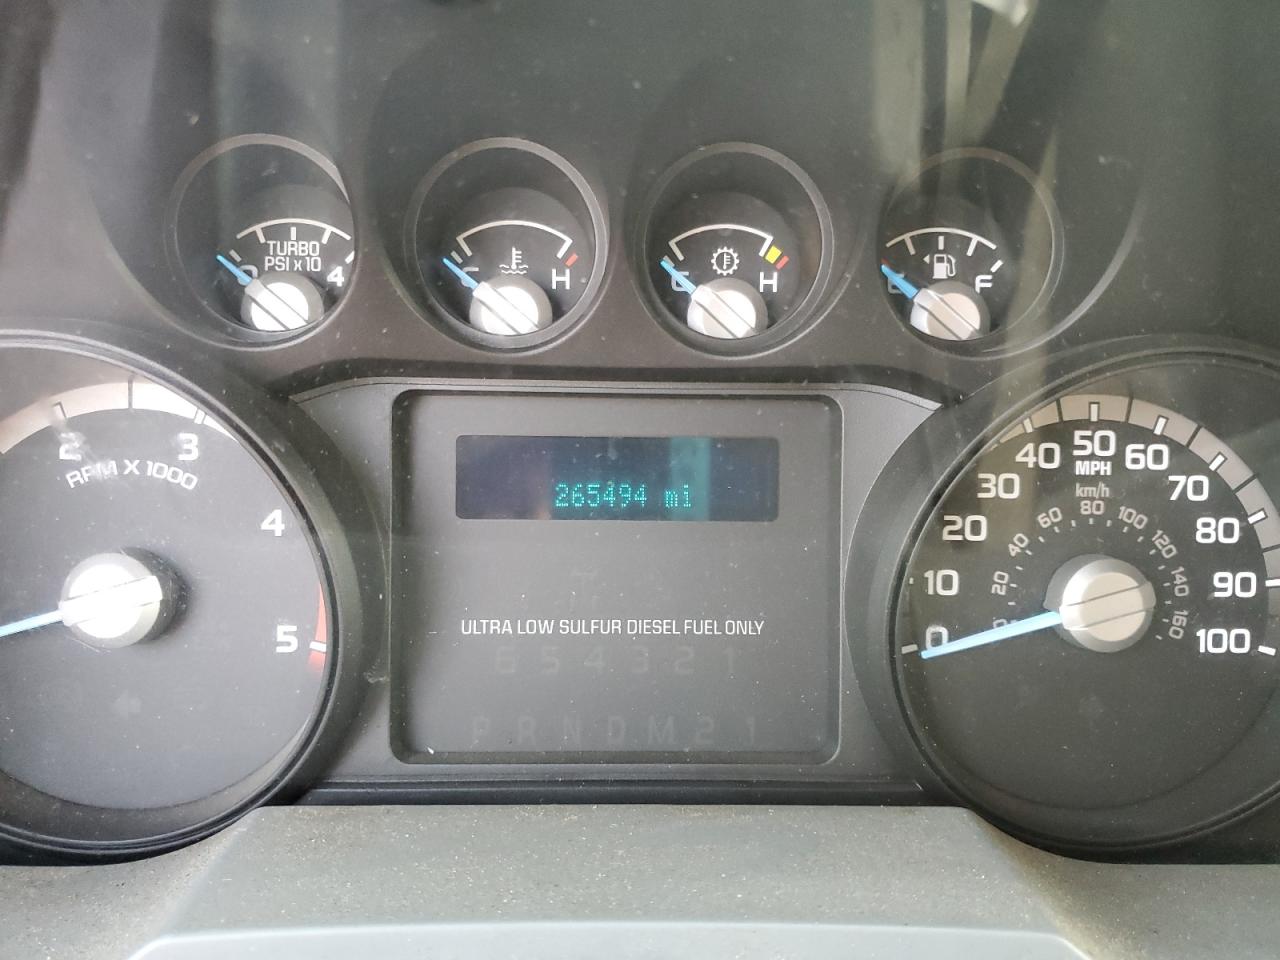 TURBO
PSI x 10
0 4
C H
C H
E F
2 3 4 5
RPM X 1000
265494 mi
ULTRA LOW SULFUR DIESEL FUEL ONLY
6 5 4 3 2 1
P R N D M 2 1
0 10 20 30 40 50 60 70 80 90 100
MPH
km/h
20 40 60 80 100 120 140 160